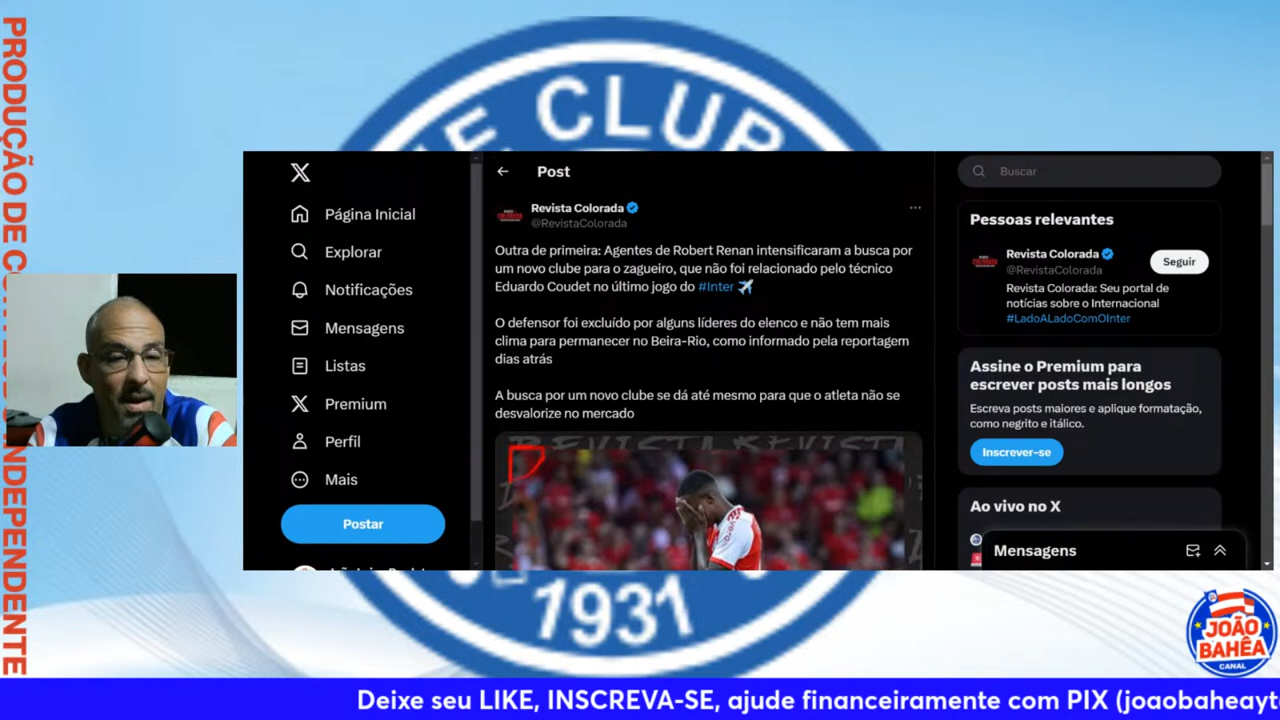 PRODUÇÃO DE
INDEPENDENTE
E CLUB
1931
X
Página Inicial
Explorar
Notificações
Mensagens
Listas
Premium
Perfil
Mais
Postar
Post
Revista Colorada
@RevistaColorada
Outra de primeira: Agentes de Robert Renan intensificaram a busca por
um novo clube para o zagueiro, que não foi relacionado pelo técnico
Eduardo Coudet no último jogo do #Inter ✈️
O defensor foi excluído por alguns líderes do elenco e não tem mais
clima para permanecer no Beira-Rio, como informado pela reportagem
dias atrás
A busca por um novo clube se dá até mesmo para que o atleta não se
desvalorize no mercado
REVISTA REVISTA
Buscar
Pessoas relevantes
Revista Colorada
@RevistaColorada
Seguir
Revista Colorada: Seu portal de
notícias sobre o Internacional
#LadoALadoComOInter
Assine o Premium para
escrever posts mais longos
Escreva posts maiores e aplique formatação,
como negrito e itálico.
Inscrever-se
Ao vivo no X
Mensagens
JOÃO
BAHÊA
CANAL
Deixe seu LIKE, INSCREVA-SE, ajude financeiramente com PIX (joaobaheayt